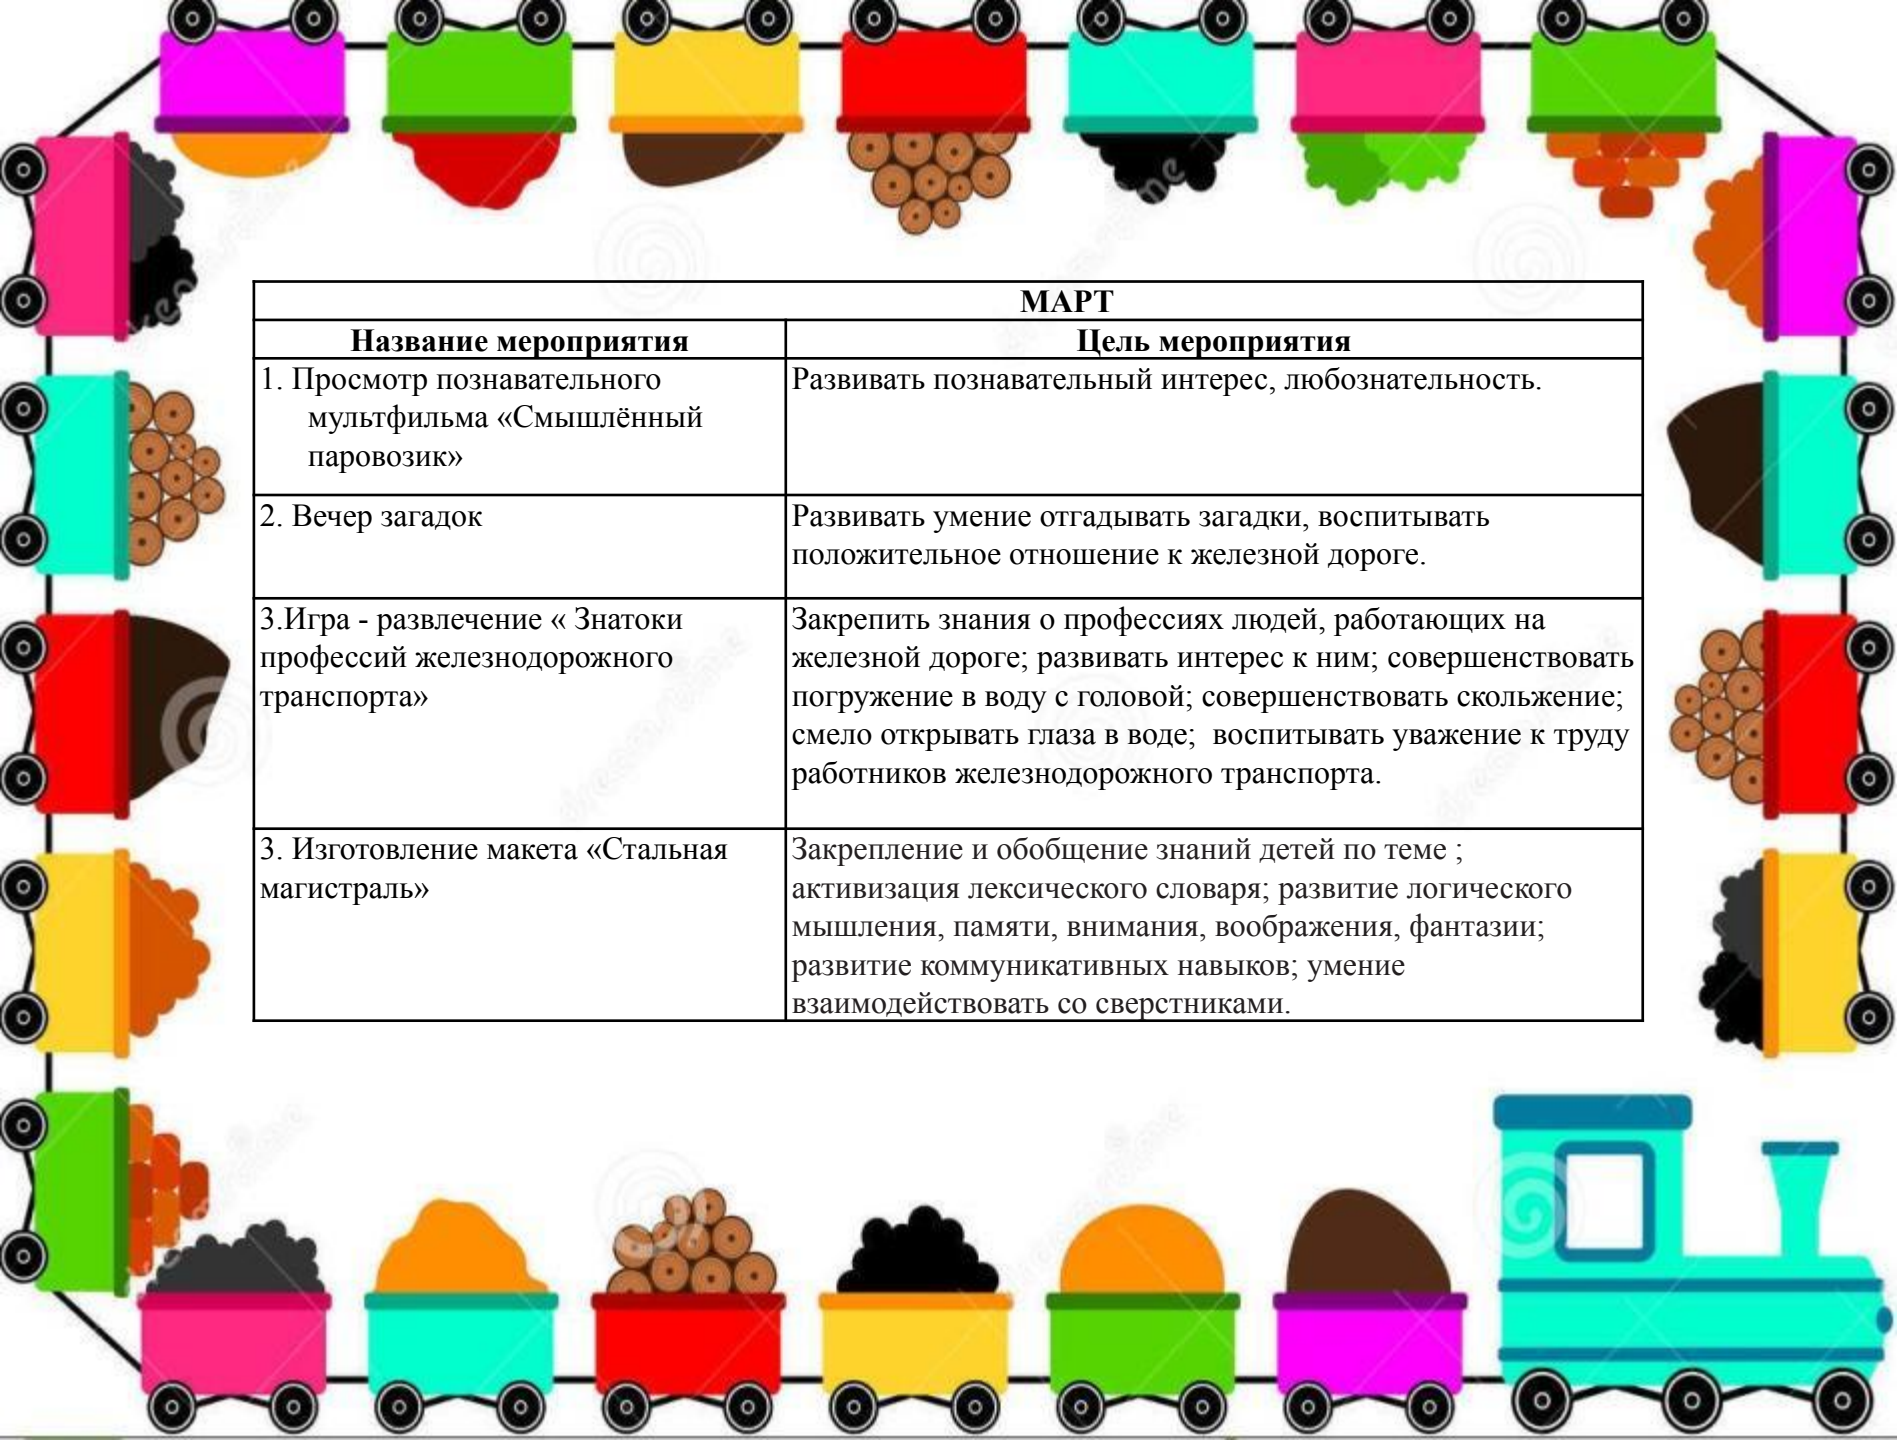 МАРТ
Название мероприятия
Цель мероприятия
1. Просмотр познавательного
мультфильма «Смышлённый
паровозик»
Развивать познавательный интерес, любознательность.
2. Вечер загадок
Развивать умение отгадывать загадки, воспитывать
положительное отношение к железной дороге.
3.Игра - развлечение « Знатоки
профессий железнодорожного
транспорта»
Закрепить знания о профессиях людей, работающих на
железной дороге; развивать интерес к ним; совершенствовать
погружение в воду с головой; совершенствовать скольжение;
смело открывать глаза в воде;  воспитывать уважение к труду
работников железнодорожного транспорта.
3. Изготовление макета «Стальная
магистраль»
Закрепление и обобщение знаний детей по теме ;
активизация лексического словаря; развитие логического
мышления, памяти, внимания, воображения, фантазии;
развитие коммуникативных навыков; умение
взаимодействовать со сверстниками.